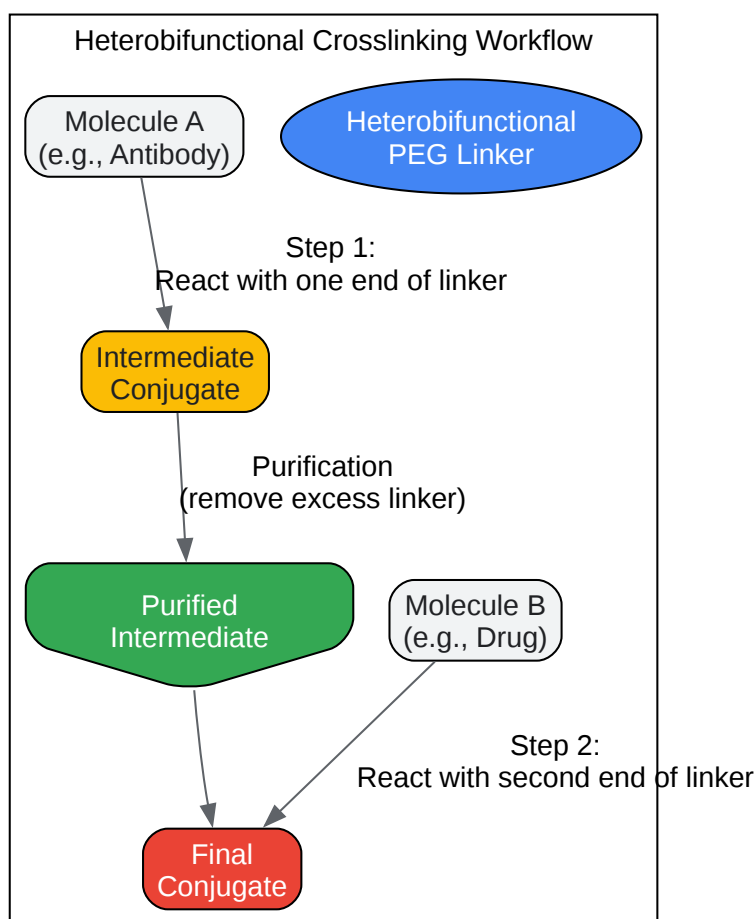 Heterobifunctional Crosslinking Workflow
Molecule A
(e.g., Antibody)
Heterobifunctional
PEG Linker
Step 1:
React with one end of linker
Intermediate
Conjugate
Purification
(remove excess linker)
Purified
Intermediate
Molecule B
(e.g., Drug)
Step 2:
React with second end of linker
Final
Conjugate